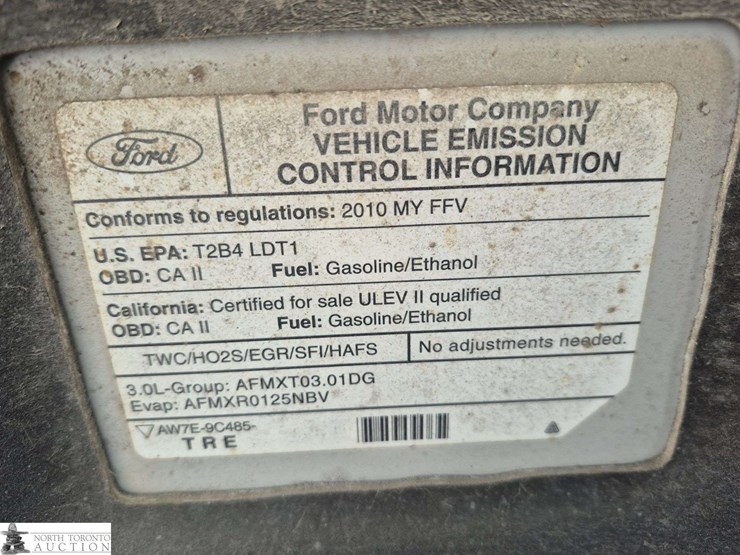 Ford
Ford Motor Company
VEHICLE EMISSION
CONTROL INFORMATION
Conforms to regulations: 2010 MY FFV
U.S. EPA: T2B4 LDT1
OBD: CA II Fuel: Gasoline/Ethanol
California: Certified for sale ULEV II qualified
OBD: CA II Fuel: Gasoline/Ethanol
TWC/HO2S/EGR/SFI/HAFS No adjustments needed.
3.0L-Group: AFMXT03.01DG
Evap: AFMXR0125NBV
AW7E-9C485-
TRE
NORTH TORONTO
AUCTION